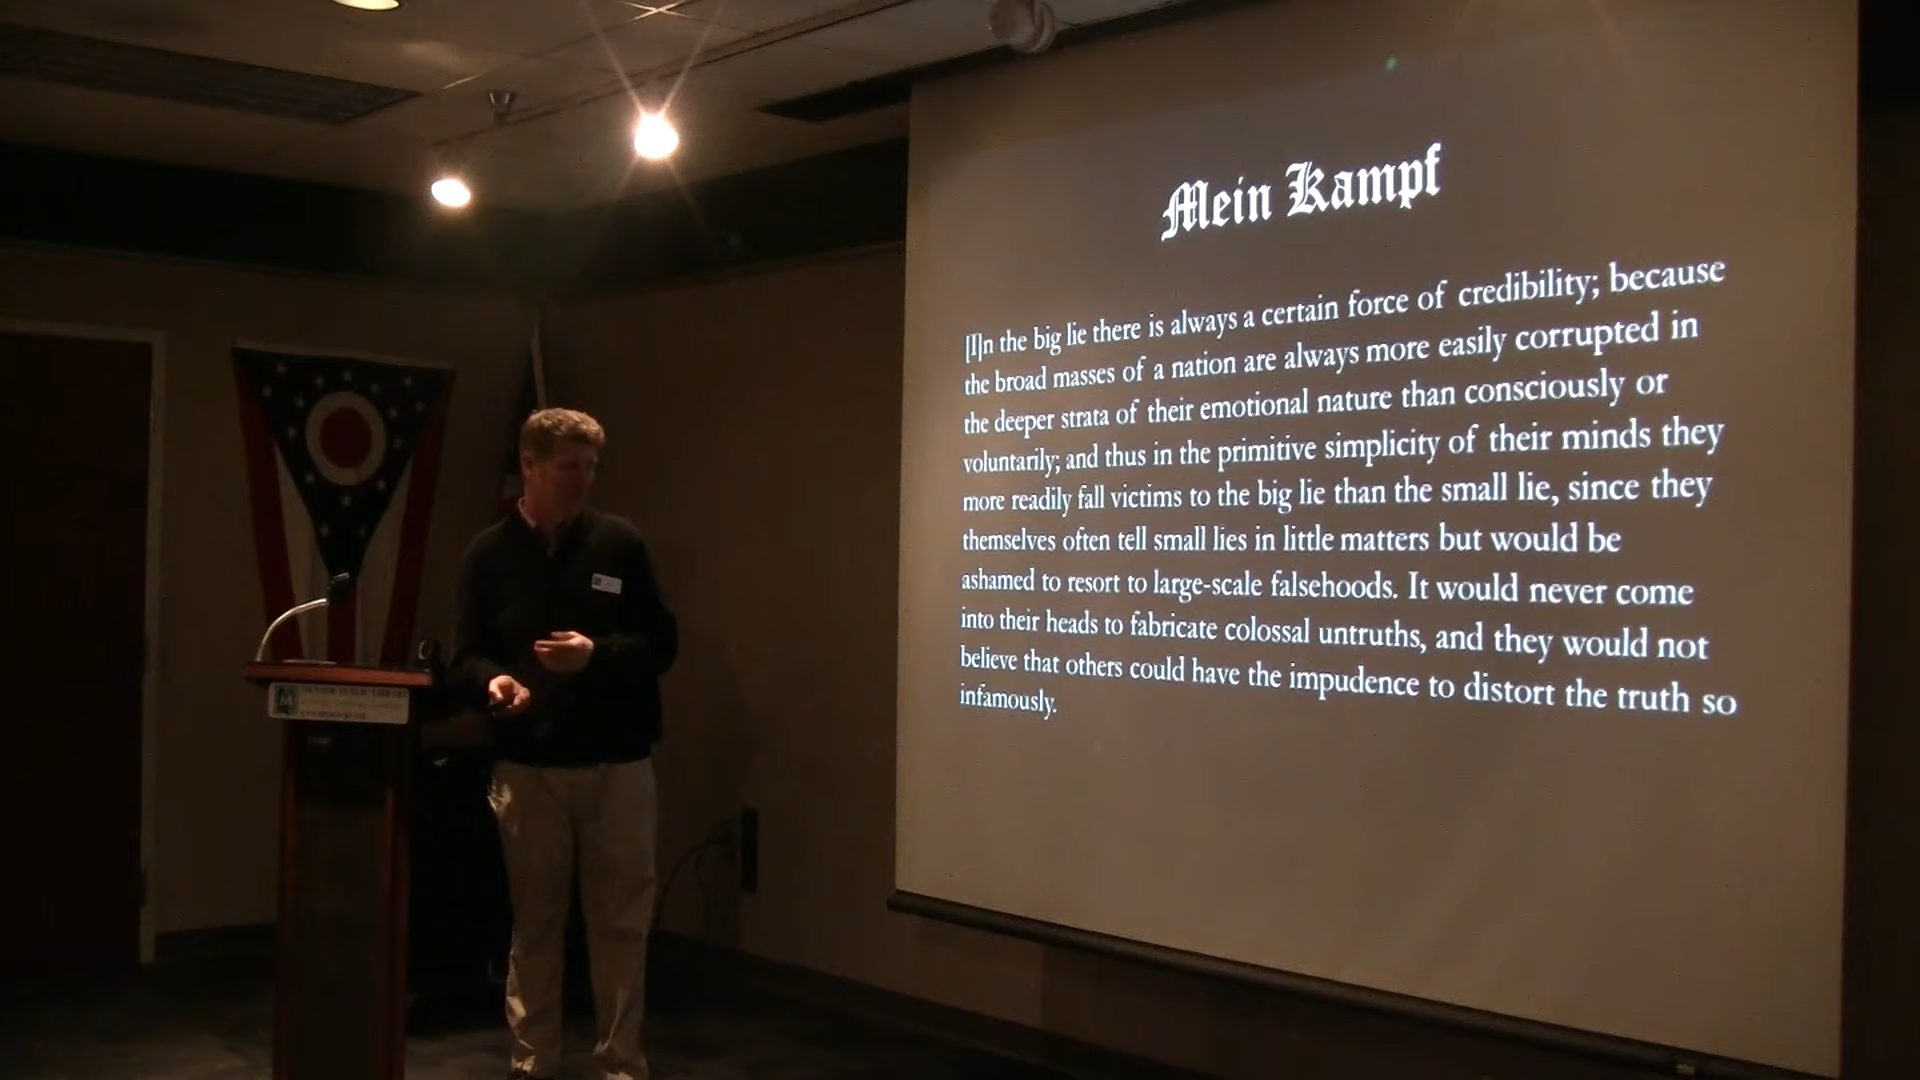 Mein Kampf
[I]n the big lie there is always a certain force of credibility; because
the broad masses of a nation are always more easily corrupted in
the deeper strata of their emotional nature than consciously or
voluntarily; and thus in the primitive simplicity of their minds they
more readily fall victims to the big lie than the small lie, since they
themselves often tell small lies in little matters but would be
ashamed to resort to large-scale falsehoods. It would never come
into their heads to fabricate colossal untruths, and they would not
believe that others could have the impudence to distort the truth so
infamously.